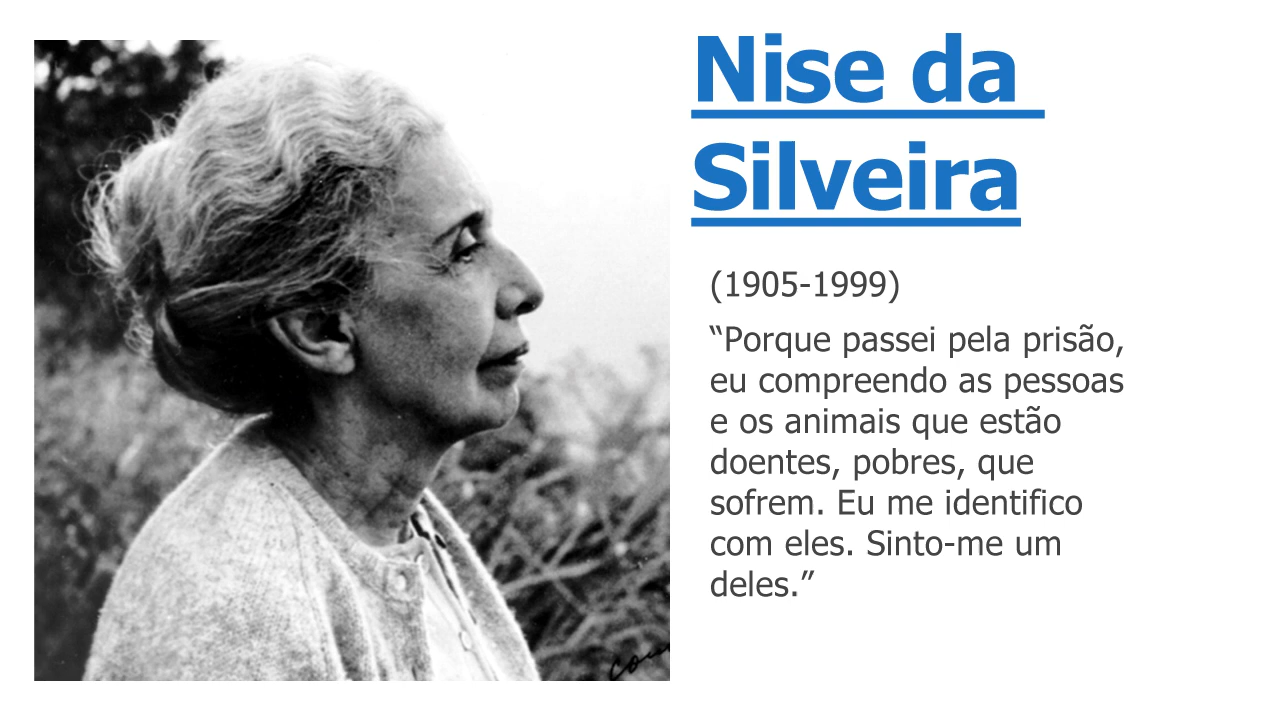 Nise da
Silveira
(1905-1999)
“Porque passei pela prisão,
eu compreendo as pessoas
e os animais que estão
doentes, pobres, que
sofrem. Eu me identifico
com eles. Sinto-me um
deles.”